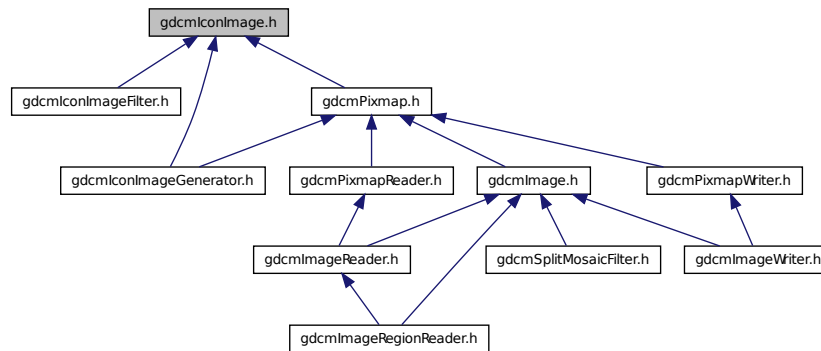 gdcmIconImage.h
gdcmIconImageFilter.h
gdcmPixmap.h
gdcmIconImageGenerator.h
gdcmPixmapReader.h
gdcmImage.h
gdcmPixmapWriter.h
gdcmImageReader.h
gdcmSplitMosaicFilter.h
gdcmImageWriter.h
gdcmImageRegionReader.h